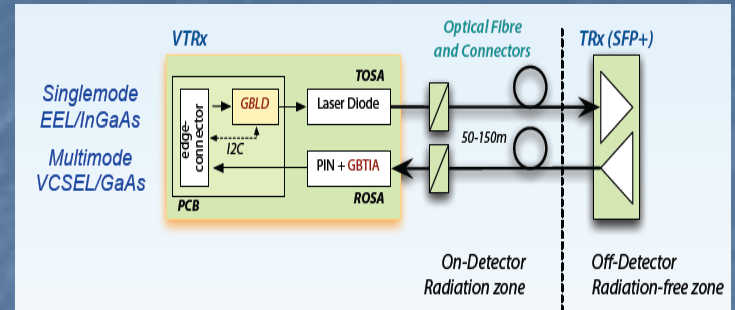 VTRx
Optical Fibre
and Connectors
TRx (SFP+)
Singlemode
EEL/InGaAs
Multimode
VCSEL/GaAs
TOSA
edge-
connector
GBLD
Laser Diode
I2C
50-150m
PIN + GBTIA
PCB
ROSA
On-Detector
Radiation zone
Off-Detector
Radiation-free zone